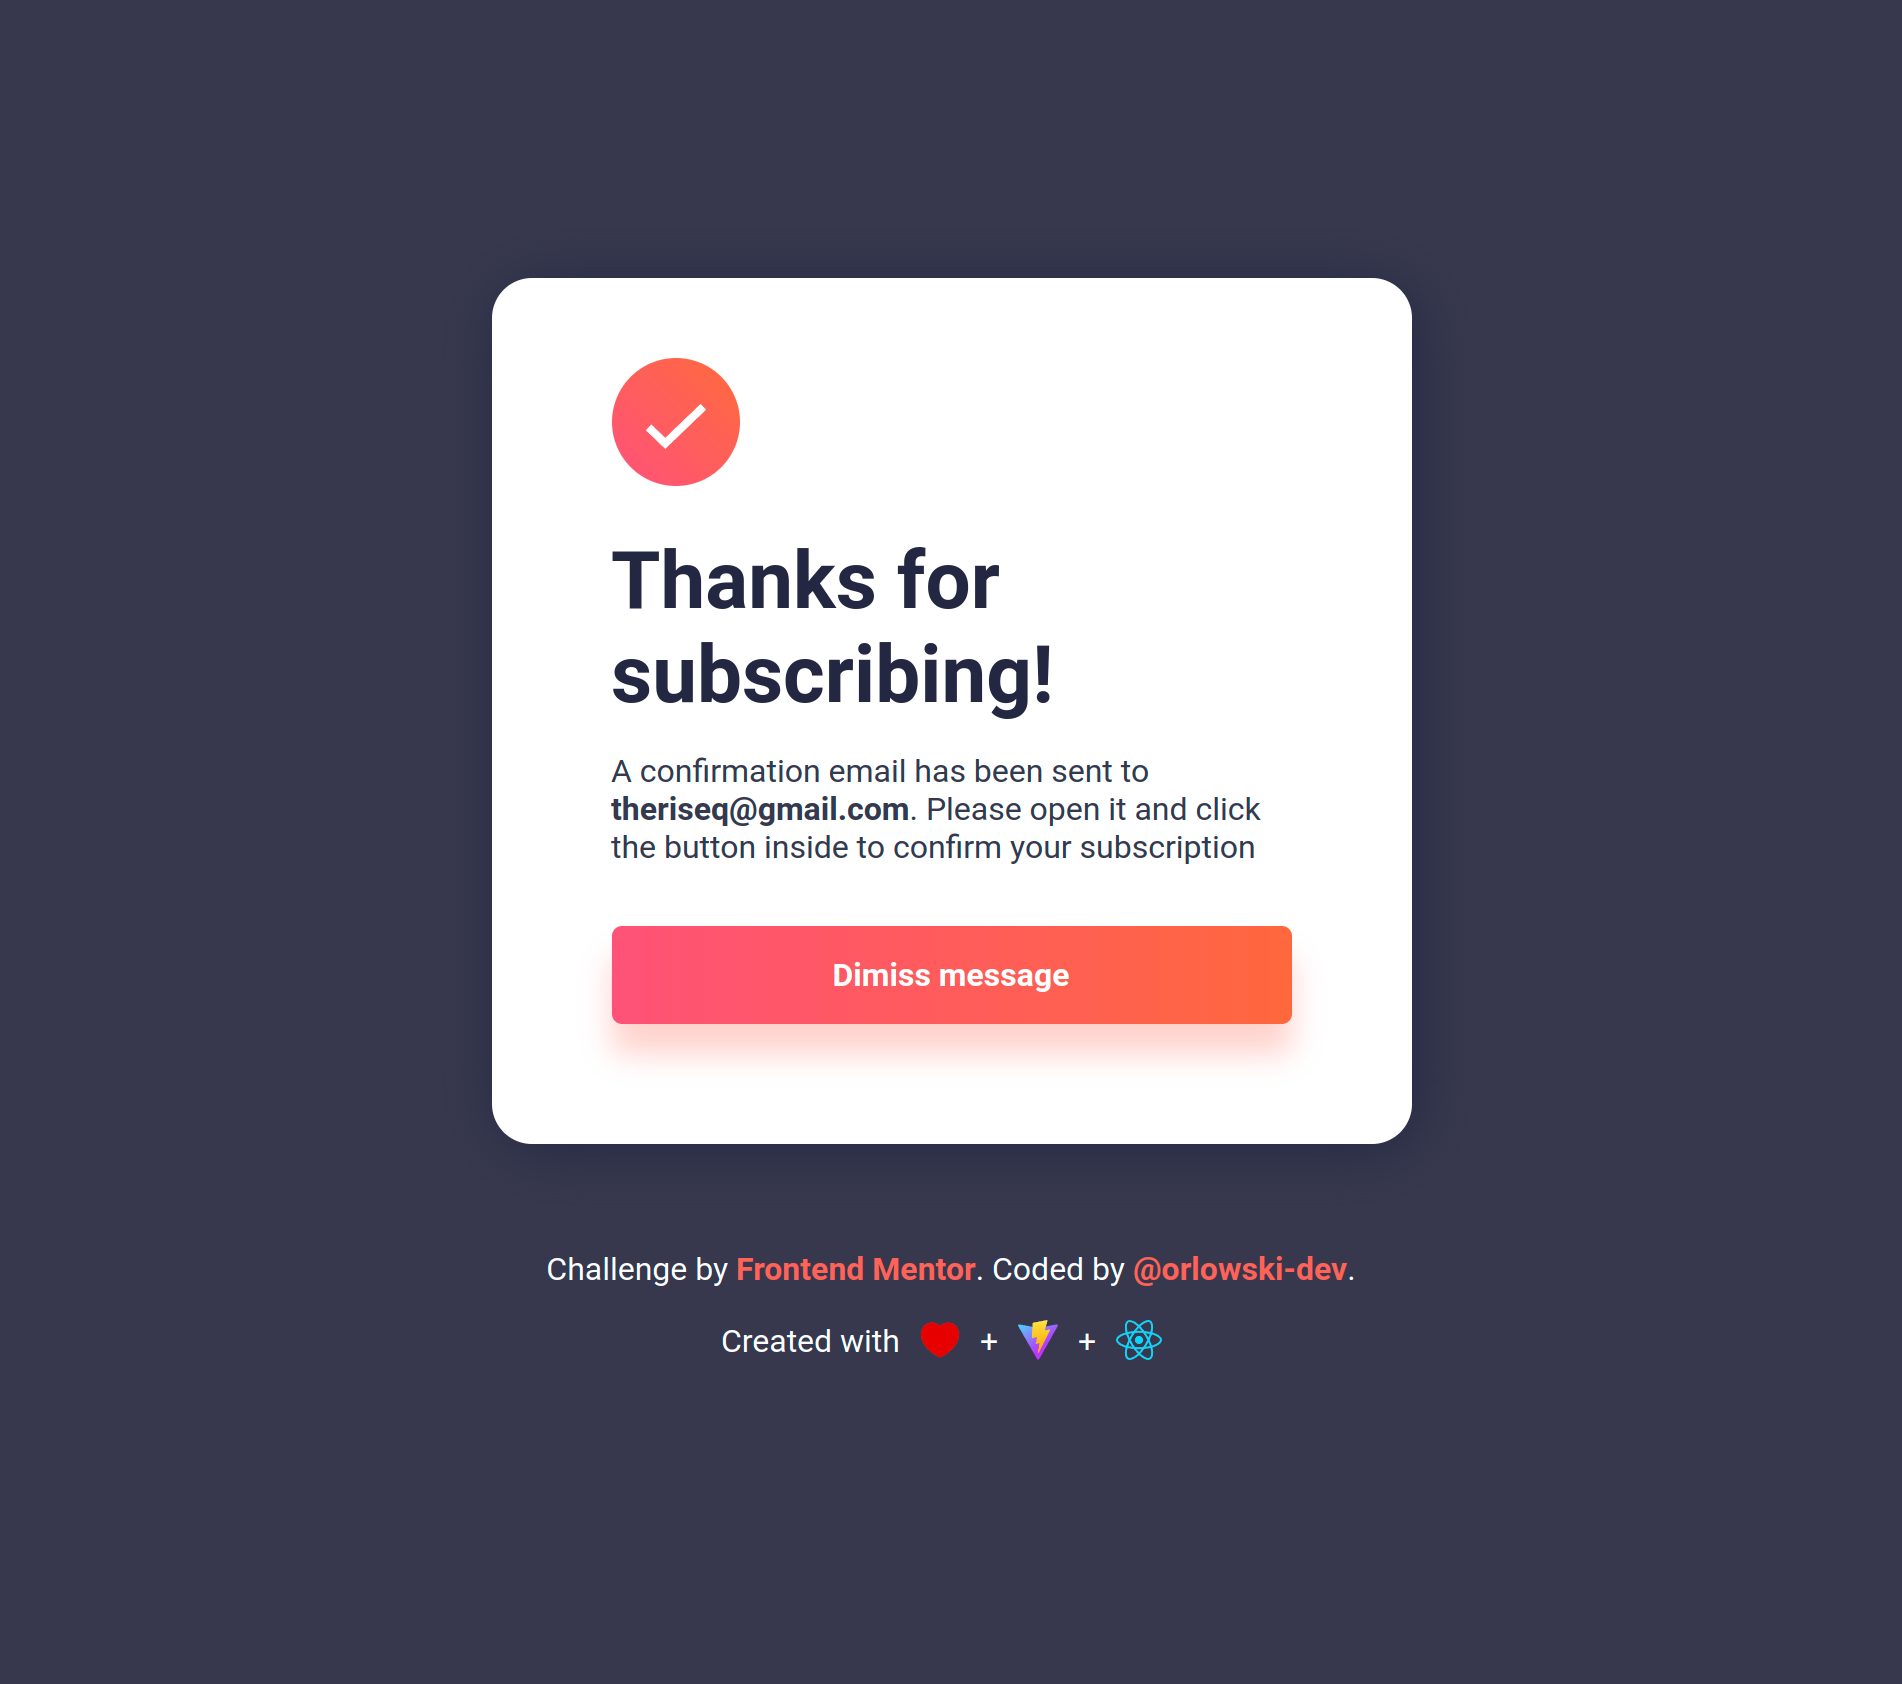 Thanks for
subscribing!
A confirmation email has been sent to
theriseq@gmail.com. Please open it and click
the button inside to confirm your subscription
Dimiss message
Challenge by Frontend Mentor. Coded by @orlowski-dev.
Created with + +